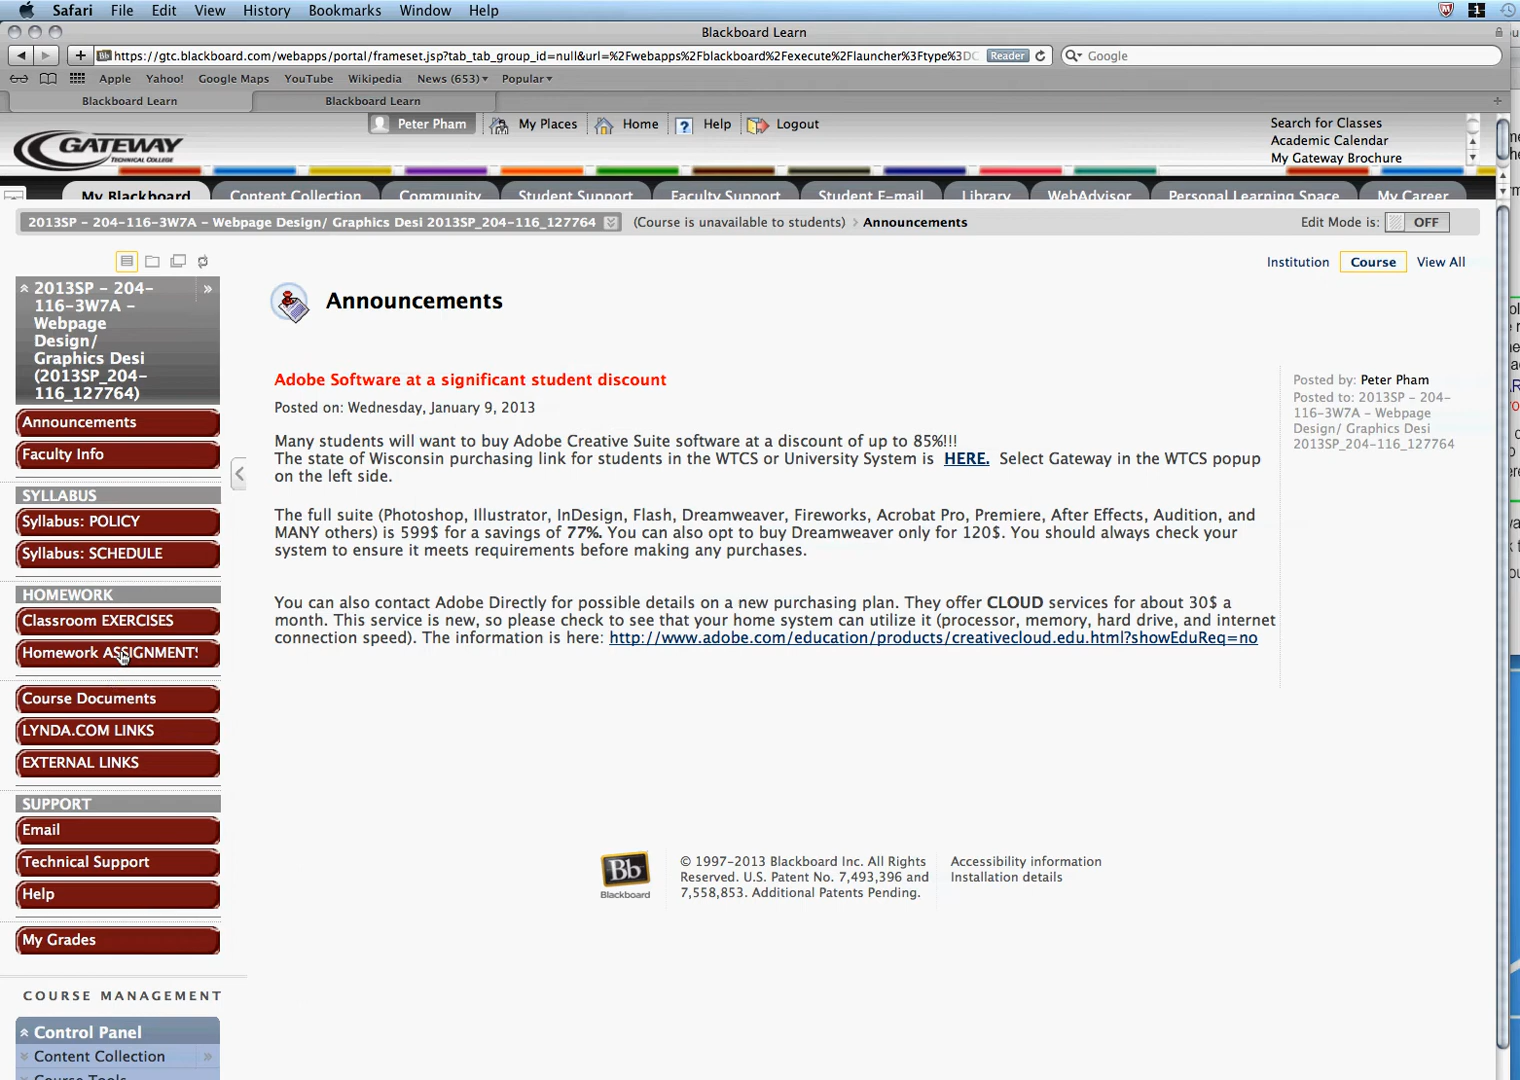 Safari File Edit View History Bookmarks Window Help
1
Blackboard Learn
https://gtc.blackboard.com/webapps/portal/frameset.jsp?tab_tab_group_id=null&url=%2Fwebapps%2Fblackboard%2Fexecute%2Flauncher%3Ftype%3DC
Reader
Google
Apple Yahoo! Google Maps YouTube Wikipedia News (653) Popular
Blackboard Learn
Blackboard Learn
GATEWAY
TECHNICAL COLLEGE
Peter Pham My Places Home Help Logout
Search for Classes
Academic Calendar
My Gateway Brochure
My Blackboard Content Collection Community Student Support Faculty Support Student E-mail Library WebAdvisor Personal Learning Space My Career
2013SP - 204-116-3W7A - Webpage Design/ Graphics Desi 2013SP_204-116_127764 (Course is unavailable to students) > Announcements
Edit Mode is: OFF
Institution Course View All
2013SP - 204-
116-3W7A -
Webpage
Design/
Graphics Desi
(2013SP_204-
116_127764)
Announcements
Faculty Info
SYLLABUS
Syllabus: POLICY
Syllabus: SCHEDULE
HOMEWORK
Classroom EXERCISES
Homework ASSIGNMENTS
Course Documents
LYNDA.COM LINKS
EXTERNAL LINKS
SUPPORT
Email
Technical Support
Help
My Grades
COURSE MANAGEMENT
Control Panel
Content Collection
Course Tools
Announcements
Adobe Software at a significant student discount
Posted on: Wednesday, January 9, 2013
Many students will want to buy Adobe Creative Suite software at a discount of up to 85%!!!
The state of Wisconsin purchasing link for students in the WTCS or University System is HERE. Select Gateway in the WTCS popup
on the left side.
The full suite (Photoshop, Illustrator, InDesign, Flash, Dreamweaver, Fireworks, Acrobat Pro, Premiere, After Effects, Audition, and
MANY others) is 599$ for a savings of 77%. You can also opt to buy Dreamweaver only for 120$. You should always check your
system to ensure it meets requirements before making any purchases.
You can also contact Adobe Directly for possible details on a new purchasing plan. They offer CLOUD services for about 30$ a
month. This service is new, so please check to see that your home system can utilize it (processor, memory, hard drive, and internet
connection speed). The information is here: http://www.adobe.com/education/products/creativecloud.edu.html?showEduReq=no
Posted by: Peter Pham
Posted to: 2013SP - 204-
116-3W7A - Webpage
Design/ Graphics Desi
2013SP_204-116_127764
Bb
Blackboard
© 1997-2013 Blackboard Inc. All Rights
Reserved. U.S. Patent No. 7,493,396 and
7,558,853. Additional Patents Pending.
Accessibility information
Installation details